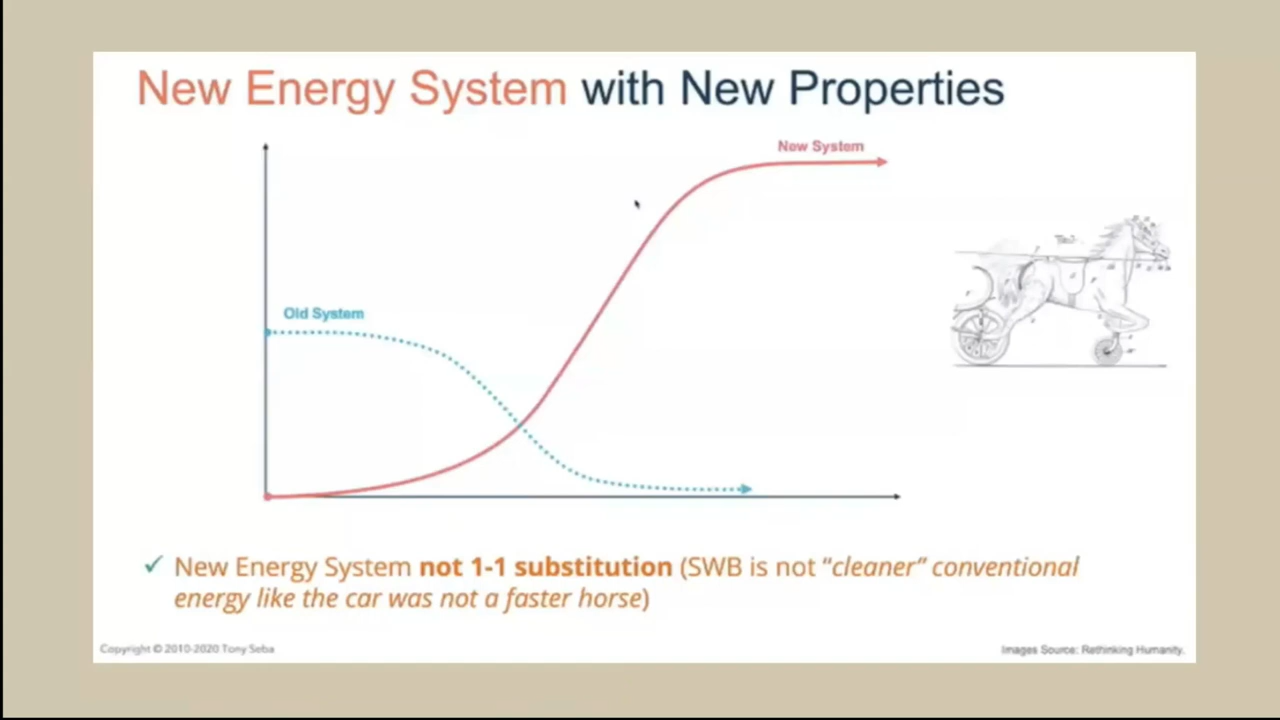 New Energy System with New Properties
New System
Old System
✓ New Energy System not 1-1 substitution (SWB is not “cleaner” conventional
energy like the car was not a faster horse)
Copyright © 2010-2020 Tony Seba
Images Source: Rethinking Humanity.